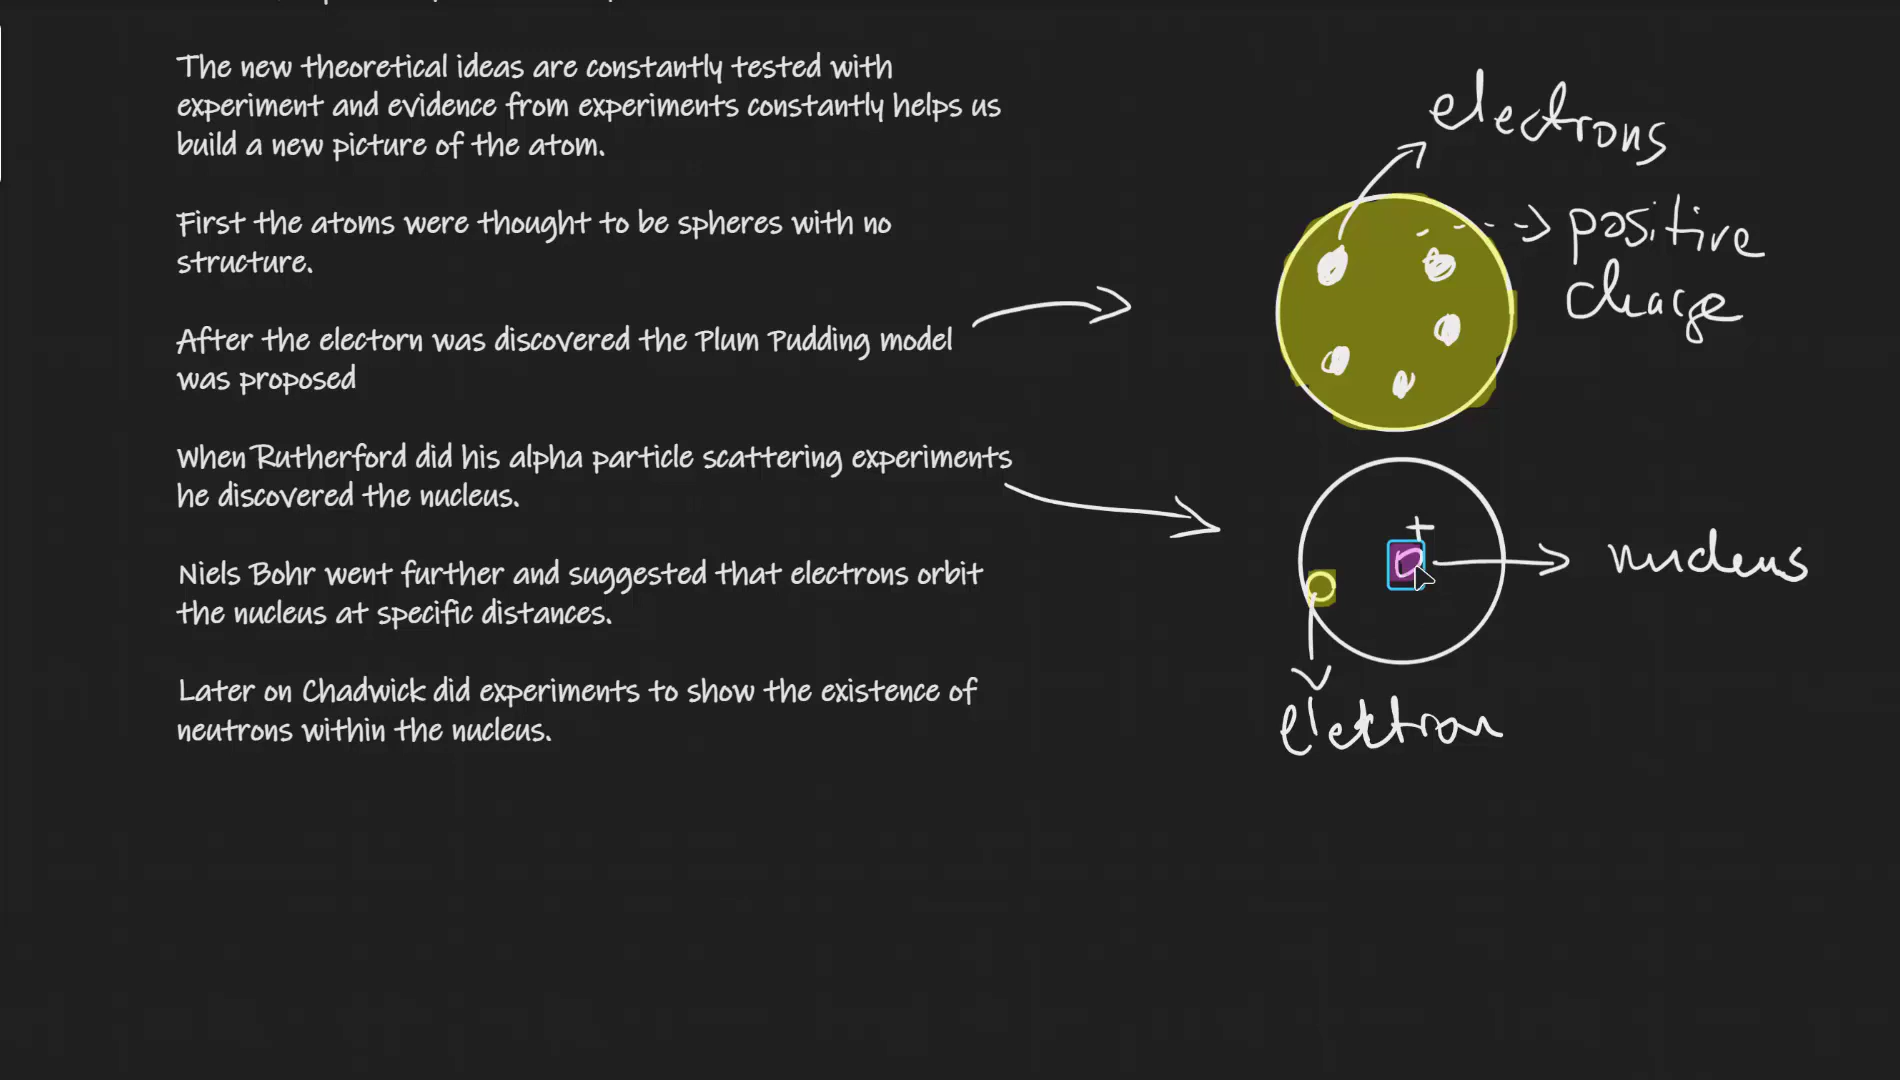 The new theoretical ideas are constantly tested with
experiment and evidence from experiments constantly helps us
build a new picture of the atom.
First the atoms were thought to be spheres with no
structure.
After the electorn was discovered the Plum Pudding model
was proposed
When Rutherford did his alpha particle scattering experiments
he discovered the nucleus.
Niels Bohr went further and suggested that electrons orbit
the nucleus at specific distances.
Later on Chadwick did experiments to show the existence of
neutrons within the nucleus.
electrons
positive
charge
+
nucleus
electron